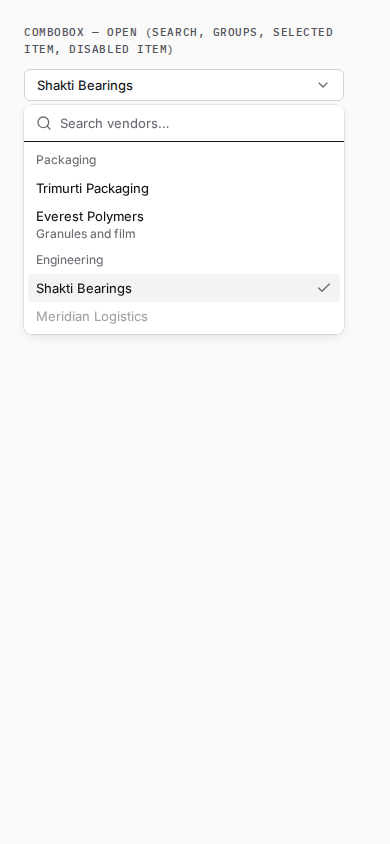 COMBOBOX — OPEN (SEARCH, GROUPS, SELECTED
ITEM, DISABLED ITEM)
Shakti Bearings
Search vendors...
Packaging
Trimurti Packaging
Everest Polymers
Granules and film
Engineering
Shakti Bearings
Meridian Logistics